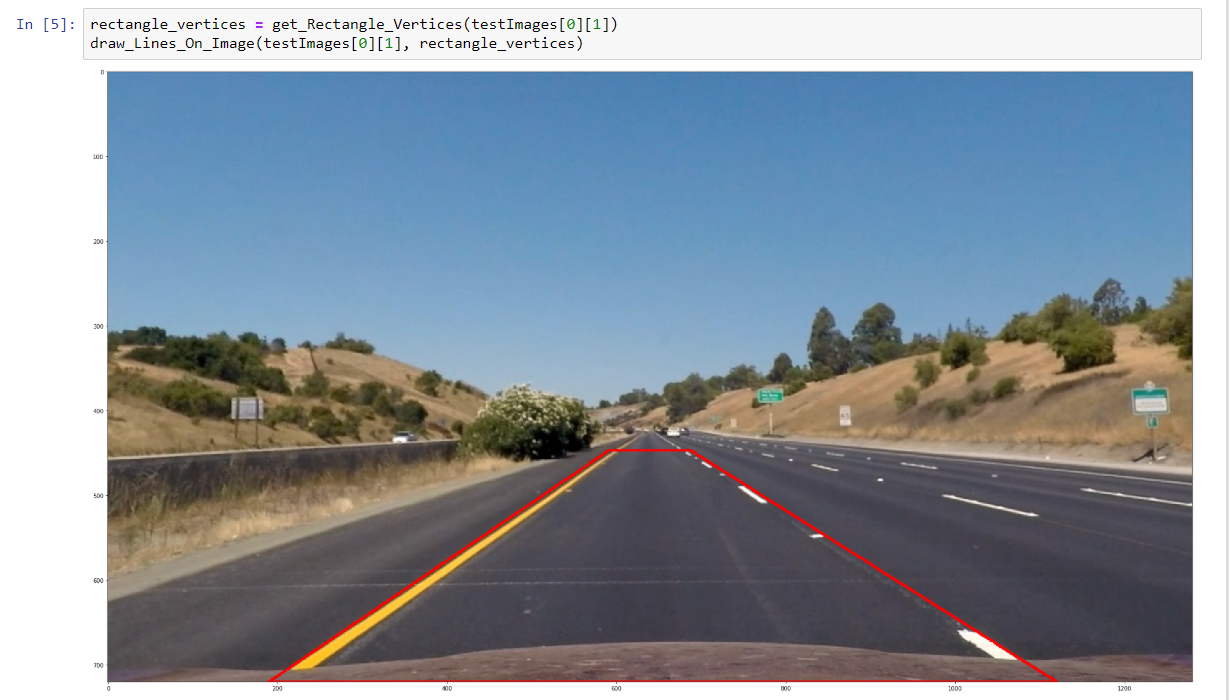 In [5]: rectangle_vertices = get_Rectangle_Vertices(testImages[0][1])
draw_Lines_On_Image(testImages[0][1], rectangle_vertices)
0
100
200
300
400
500
600
700
0 200 400 600 800 1000 1200